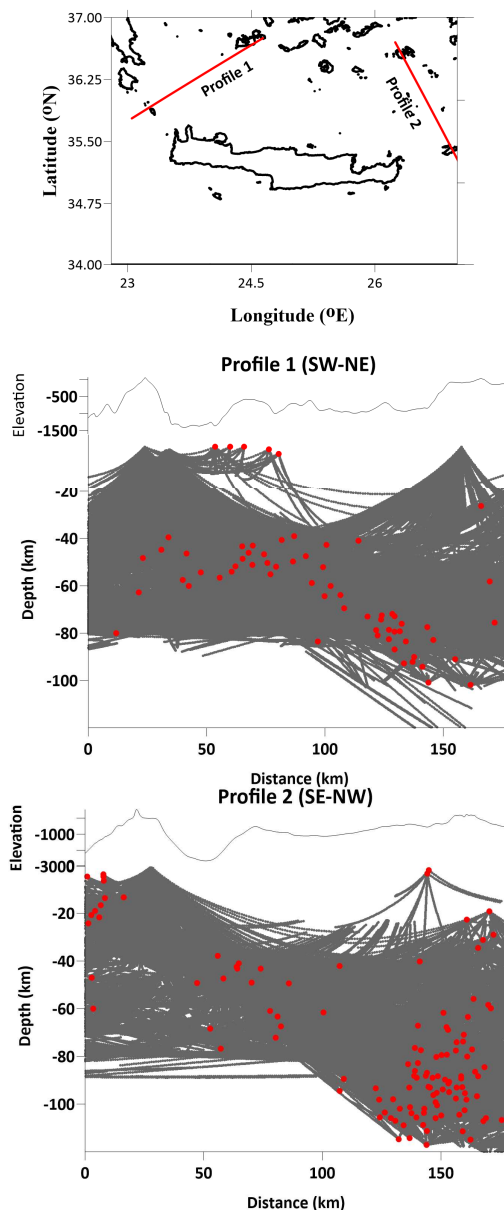 37.00
36.25
35.50
34.75
34.00
Latitude (⁰N)
Profile 1
Profile 2
23
24.5
26
Longitude (⁰E)
Profile 1 (SW-NE)
Elevation
-500
-1500
-20
-40
-60
-80
-100
Depth (km)
0
50
100
150
Distance (km)
Profile 2 (SE-NW)
Elevation
-1000
-3000
-20
-40
-60
-80
-100
Depth (km)
0
50
100
150
Distance (km)